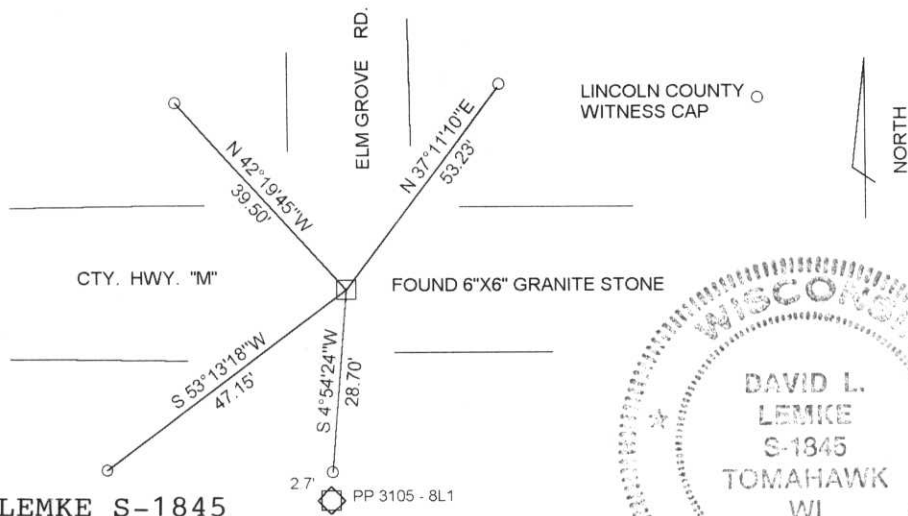 ELM GROVE RD.
LINCOLN COUNTY
WITNESS CAP
NORTH
N 42°19'45"W
39.50'
N 37°11'10"E
53.23'
CTY. HWY. "M"
FOUND 6"X6" GRANITE STONE
S 53°13'18"W
47.15'
S 4°54'24"W
28.70'
2.7'
PP 3105 - 8L1
LEMKE S-1845
DAVID L.
LEMKE
S-1845
TOMAHAWK
WI